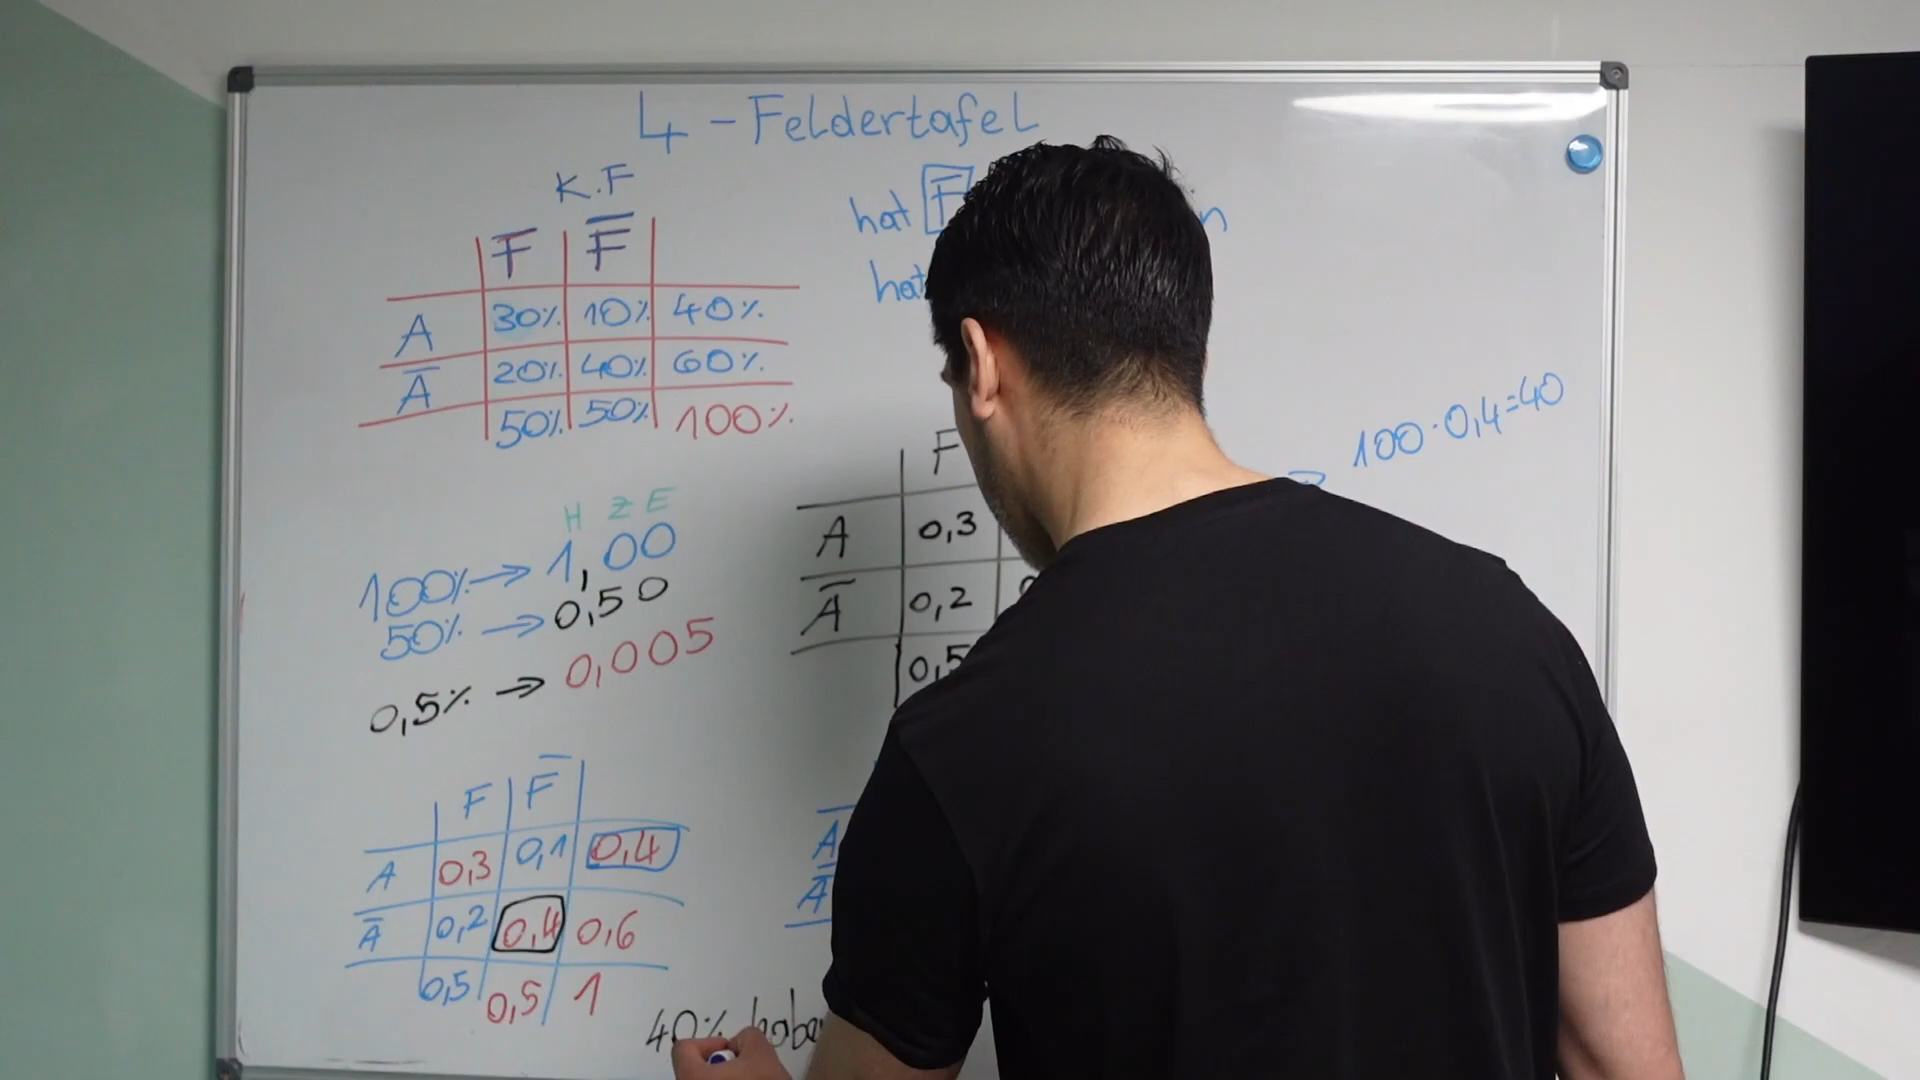 4-Feldertafel
K.F
F F̅
A 30% 10% 40%
A̅ 20% 40% 60%
50% 50% 100%
hat F̅
hat
100·0,4=40
H Z E
100% → 1,00
50% → 0,50
0,5% → 0,005
F
A 0,3
A̅ 0,2
0,5
F F̅
A 0,3 0,1 0,4
A̅ 0,2 0,4 0,6
0,5 0,5 1
A
A̅
40%